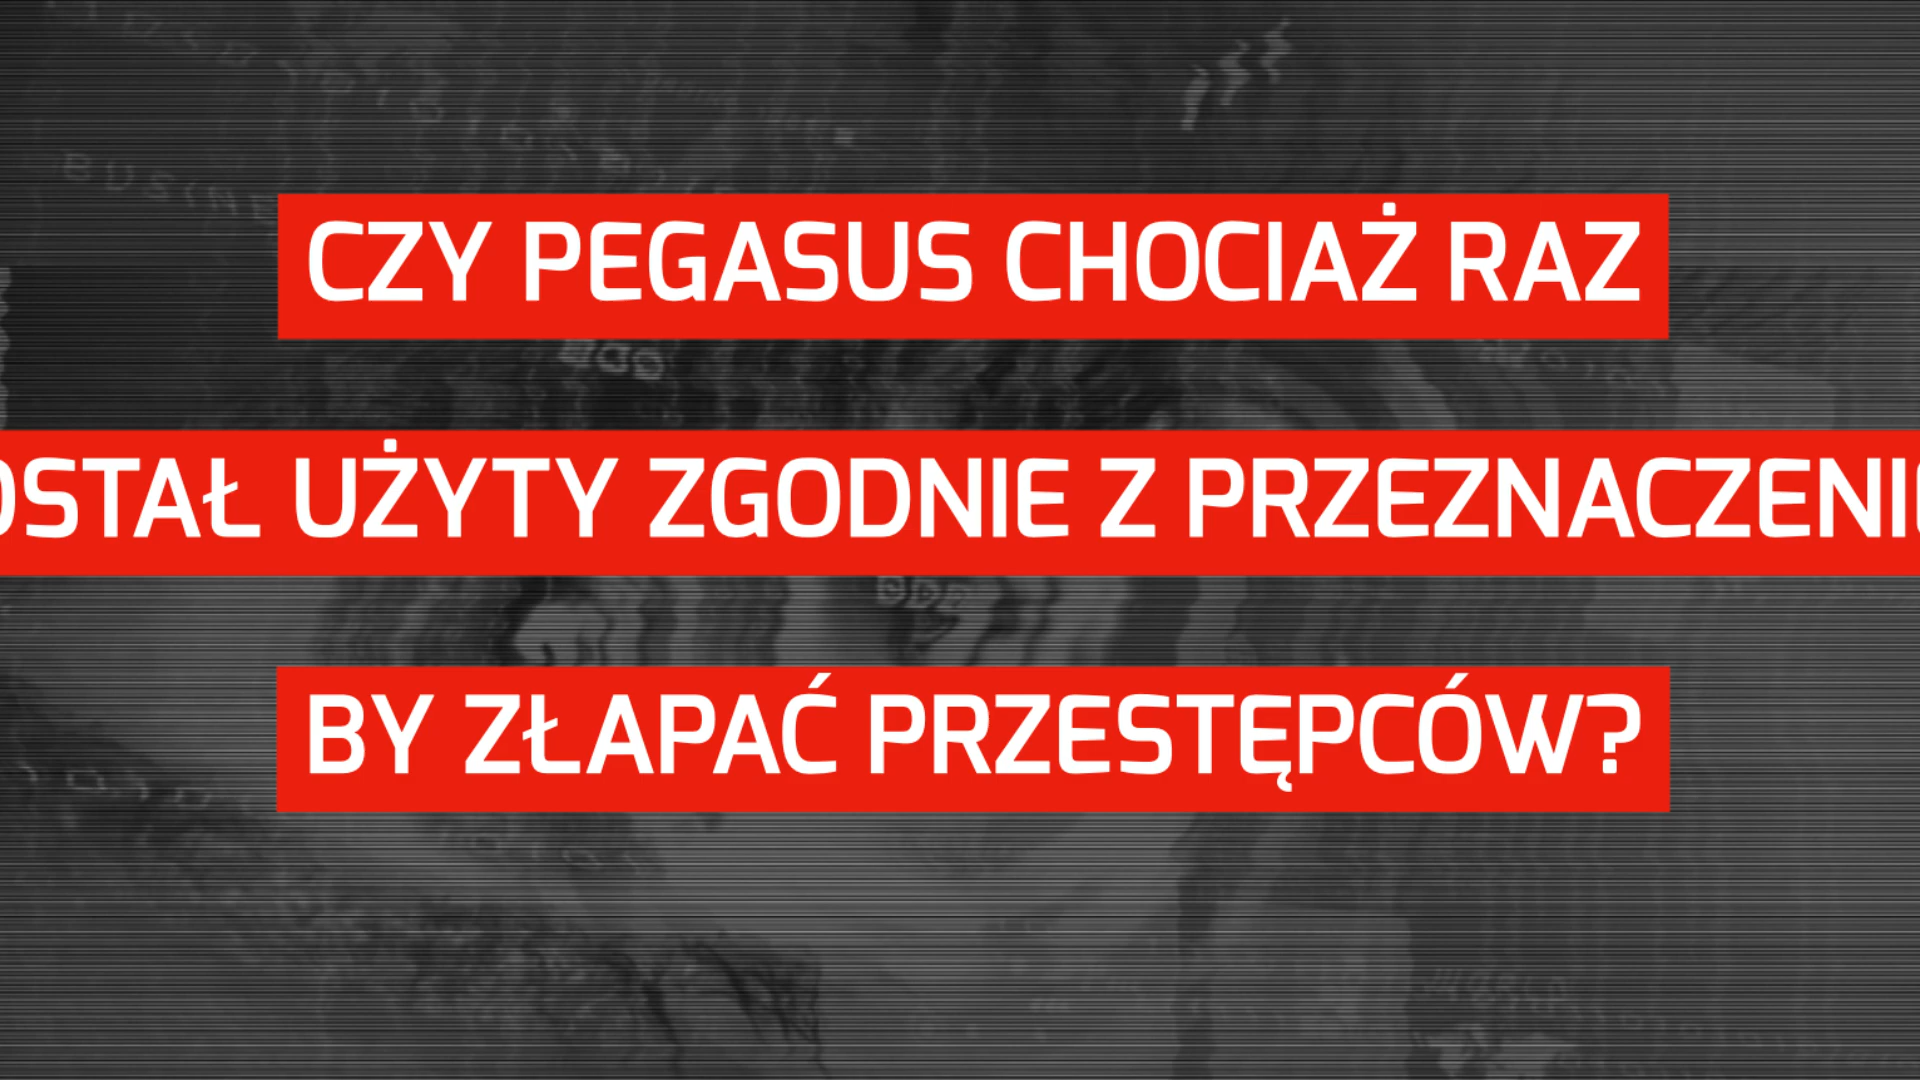 CZY PEGASUS CHOCIAŻ RAZ
OSTAŁ UŻYTY ZGODNIE Z PRZEZNACZENI
BY ZŁAPAĆ PRZESTĘPCÓW?